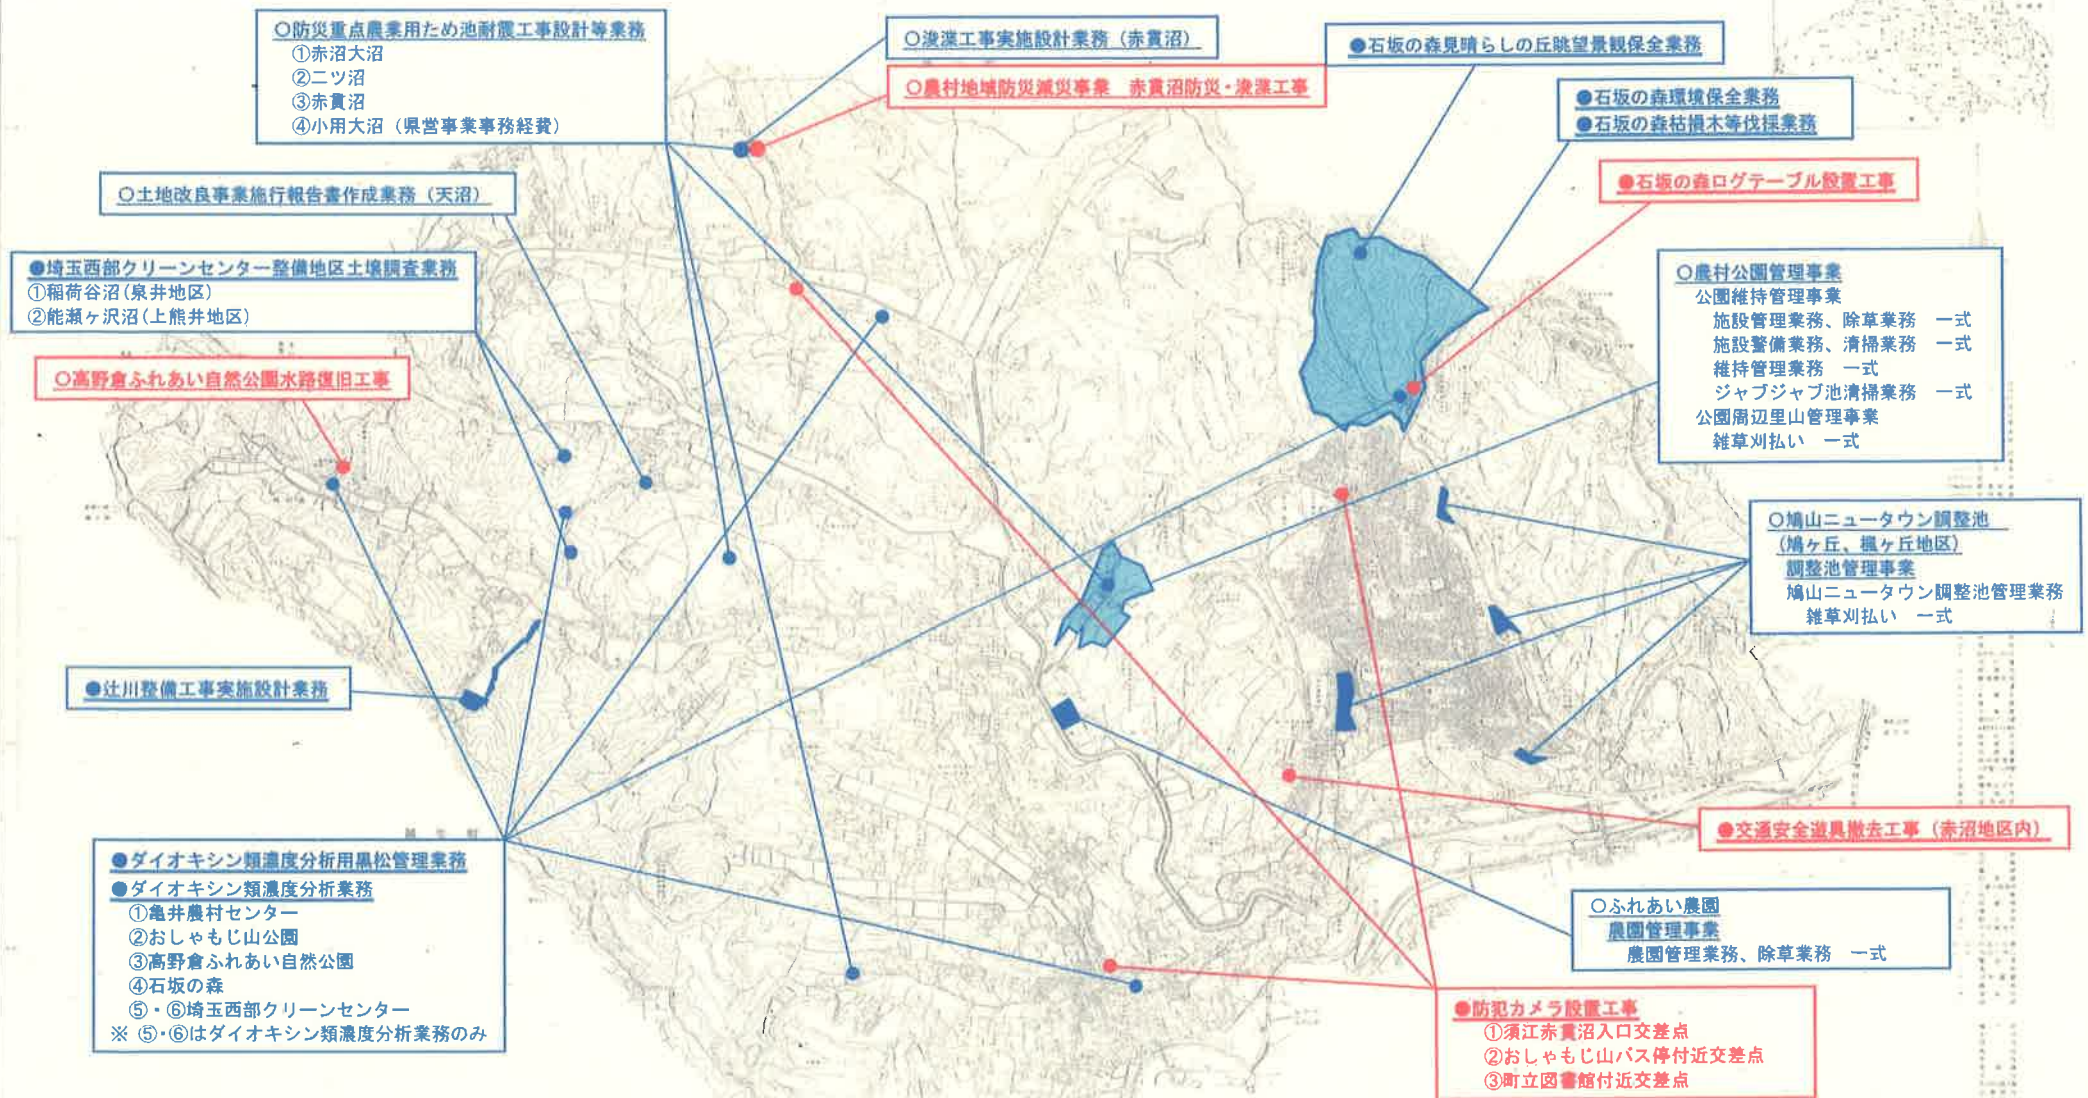 ○防災重点農業用ため池耐震工事設計等業務
①赤沼大沼
②二ツ沼
③赤貫沼
④小用大沼（県営事業事務経費）
○浚渫工事実施設計業務（赤貫沼）
○農村地域防災減災事業　赤貫沼防災・浚渫工事
●石坂の森見晴らしの丘眺望景観保全業務
●石坂の森環境保全業務
●石坂の森枯損木等伐採業務
●石坂の森ログテーブル設置工事
○土地改良事業施行報告書作成業務（天沼）
●埼玉西部クリーンセンター整備地区土壌調査業務
①稲荷谷沼(泉井地区)
②能瀬ヶ沢沼(上熊井地区)
○高野倉ふれあい自然公園水路復旧工事
○農村公園管理事業
公園維持管理事業
施設管理業務、除草業務　一式
施設警備業務、清掃業務　一式
維持管理業務　一式
ジャブジャブ池清掃業務　一式
公園周辺里山管理事業
雑草刈払い　一式
○鳩山ニュータウン調整池
(鳩ヶ丘、楓ヶ丘地区)
調整池管理事業
鳩山ニュータウン調整池管理業務
雑草刈払い　一式
●辻川整備工事実施設計業務
●交通安全遊具撤去工事（赤沼地区内）
●ダイオキシン類濃度分析用黒松管理業務
●ダイオキシン類濃度分析業務
①亀井農村センター
②おしゃもじ山公園
③高野倉ふれあい自然公園
④石坂の森
⑤・⑥埼玉西部クリーンセンター
※ ⑤・⑥はダイオキシン類濃度分析業務のみ
○ふれあい農園
農園管理事業
農園管理業務、除草業務　一式
●防犯カメラ設置工事
①須江赤貫沼入口交差点
②おしゃもじ山バス停付近交差点
③町立図書館付近交差点